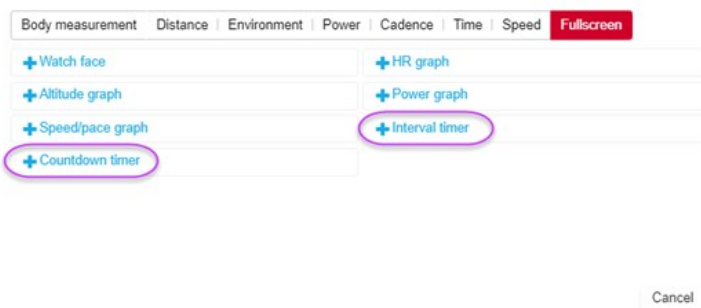 Body measurement Distance Environment Power Cadence Time Speed Fullscreen
Watch face HR graph
Altitude graph Power graph
Speed/pace graph Interval timer
Countdown timer
Cancel